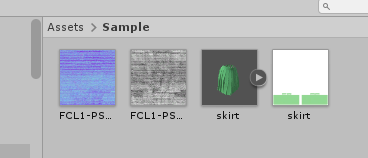 Assets > Sample
FCL1-PS... FCL1-PS... skirt skirt